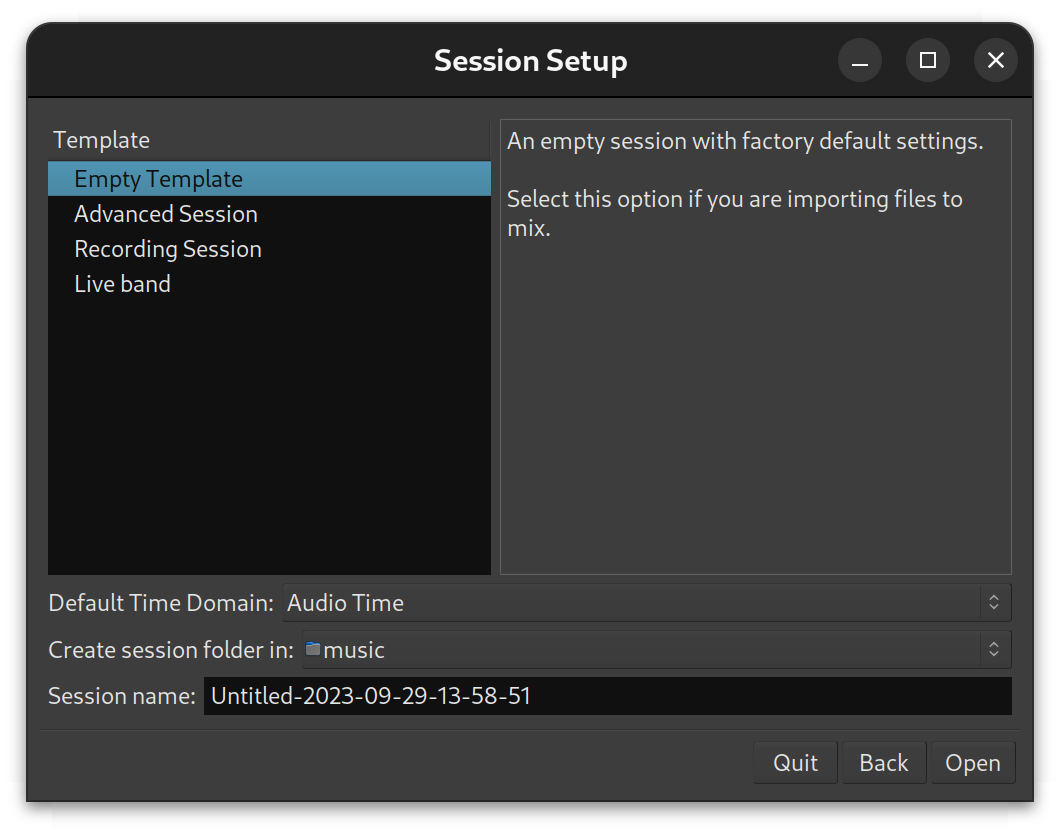 Session Setup
Template
Empty Template
Advanced Session
Recording Session
Live band
An empty session with factory default settings.
Select this option if you are importing files to
mix.
Default Time Domain: Audio Time
Create session folder in: music
Session name: Untitled-2023-09-29-13-58-51
Quit Back Open